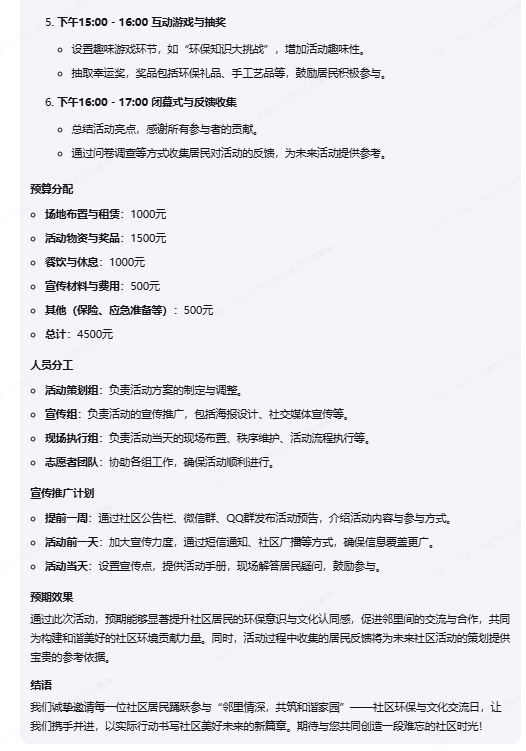 5. 下午15:00 - 16:00 互动游戏与抽奖
设置趣味游戏环节，如“环保知识大挑战”，增加活动趣味性。
抽取幸运奖，奖品包括环保礼品、手工艺品等，鼓励居民积极参与。
6. 下午16:00 - 17:00 闭幕式与反馈收集
总结活动亮点，感谢所有参与者的贡献。
通过问卷调查等方式收集居民对活动的反馈，为未来活动提供参考。
预算分配
场地布置与租赁：1000元
活动物资与奖品：1500元
餐饮与休息：1000元
宣传材料与费用：500元
其他（保险、应急准备等）：500元
总计：4500元
人员分工
活动策划组：负责活动方案的制定与调整。
宣传组：负责活动的宣传推广，包括海报设计、社交媒体宣传等。
现场执行组：负责活动当天的现场布置、秩序维护、活动流程执行等。
志愿者团队：协助各组工作，确保活动顺利进行。
宣传推广计划
提前一周：通过社区公告栏、微信群、QQ群发布活动预告，介绍活动内容与参与方式。
活动前一天：加大宣传力度，通过短信通知、社区广播等方式，确保信息覆盖更广。
活动当天：设置宣传点，提供活动手册，现场解答居民疑问，鼓励参与。
预期效果
通过此次活动，预期能够显著提升社区居民的环保意识与文化认同感，促进邻里间的交流与合作，共同
为构建和谐美好的社区环境贡献力量。同时，活动过程中收集的居民反馈将为未来社区活动的策划提供
宝贵的参考依据。
结语
我们诚挚邀请每一位社区居民踊跃参与“邻里情深，共筑和谐家园”——社区环保与文化交流日，让
我们携手并进，以实际行动书写社区美好未来的新篇章。期待与您共同创造一段难忘的社区时光！